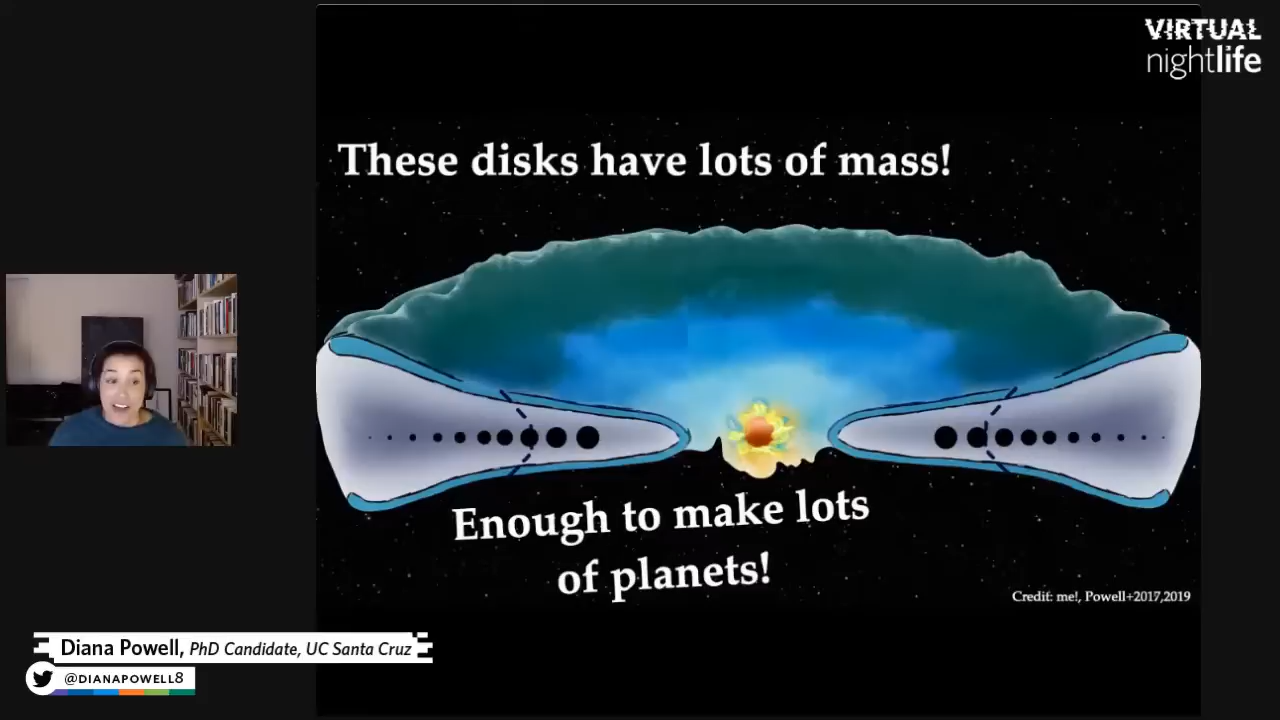 VIRTUAL
nightlife
These disks have lots of mass!
Enough to make lots
of planets!
Credit: me!, Powell+2017,2019
Diana Powell, PhD Candidate, UC Santa Cruz
@DIANAPOWELL8